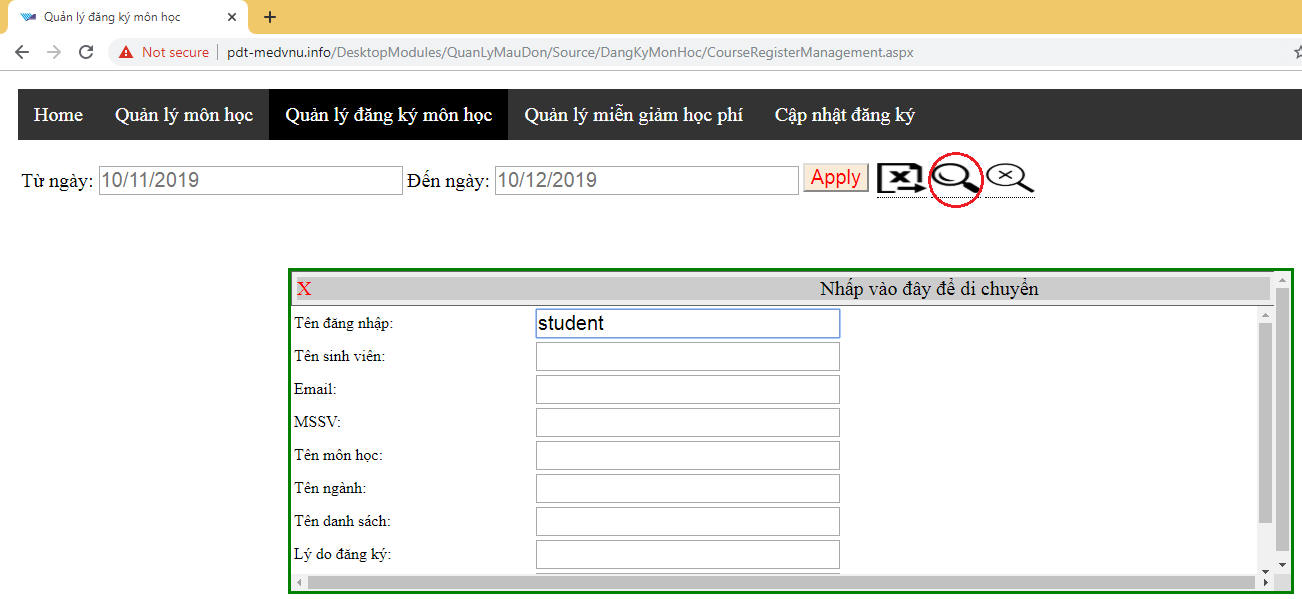 Quản lý đăng ký môn học
Not secure | pdt-medvnu.info/DesktopModules/QuanLyMauDon/Source/DangKyMonHoc/CourseRegisterManagement.aspx
Home Quản lý môn học Quản lý đăng ký môn học Quản lý miễn giảm học phí Cập nhật đăng ký
Từ ngày: 10/11/2019 Đến ngày: 10/12/2019 Apply
X Nhấp vào đây để di chuyển
Tên đăng nhập: student
Tên sinh viên:
Email:
MSSV:
Tên môn học:
Tên ngành:
Tên danh sách:
Lý do đăng ký: